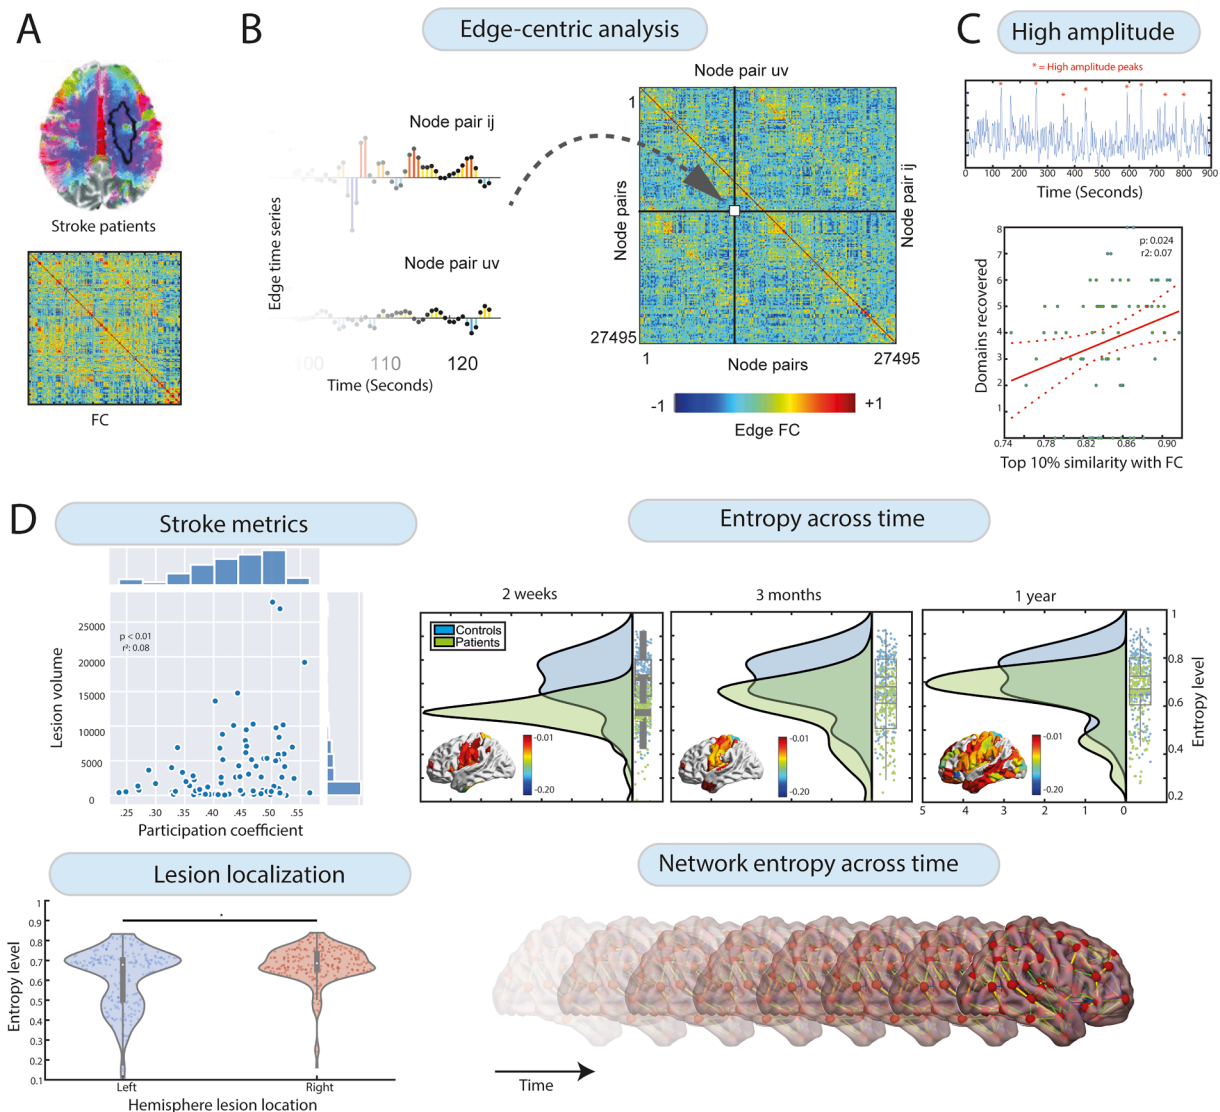 A
Stroke patients
FC
B
Edge-centric analysis
Edge time series
Node pair ij
Node pair uv
100
110
120
Time (Seconds)
Node pair uv
1
Node pairs
Node pair ij
27495
1
27495
Node pairs
-1
+1
Edge FC
C
High amplitude
* = High amplitude peaks
0 100 200 300 400 500 600 700 800 900
Time (Seconds)
p: 0.024
r2: 0.07
Domains recovered
8
7
6
5
4
3
2
1
0.74 0.78 0.82 0.86 0.90
Top 10% similarity with FC
D
Stroke metrics
p < 0.01
r²: 0.08
Lesion volume
25000
20000
15000
10000
5000
0
.25 .30 .35 .40 .45 .50 .55
Participation coefficient
Entropy across time
2 weeks
Controls
Patients
-0.01
-0.20
3 months
-0.01
-0.20
1 year
-0.01
-0.20
5 4 3 2 1 0
1
0.8
0.6
0.4
0.2
Entropy level
Lesion localization
*
Entropy level
1
0.9
0.8
0.7
0.6
0.5
0.4
0.3
0.2
0.1
Left
Right
Hemisphere lesion location
Network entropy across time
Time